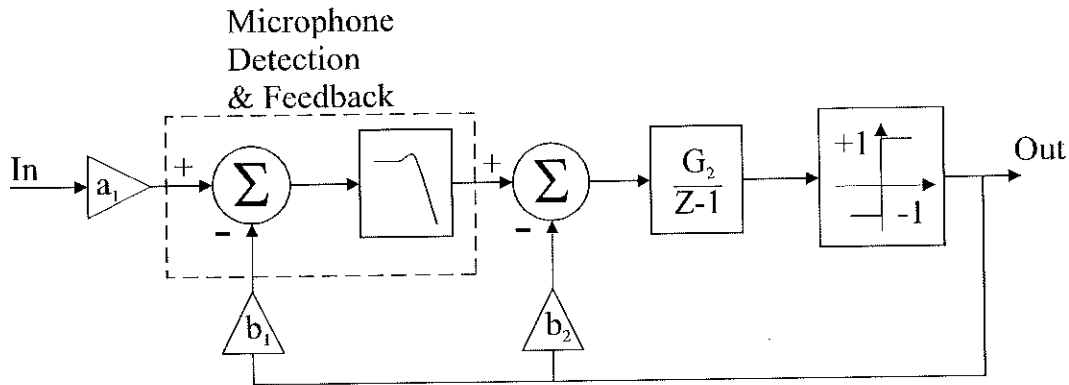 Microphone
Detection
& Feedback
In
a₁
+
Σ
-
+
Σ
-
G₂
Z-1
+1
-1
Out
b₁
b₂